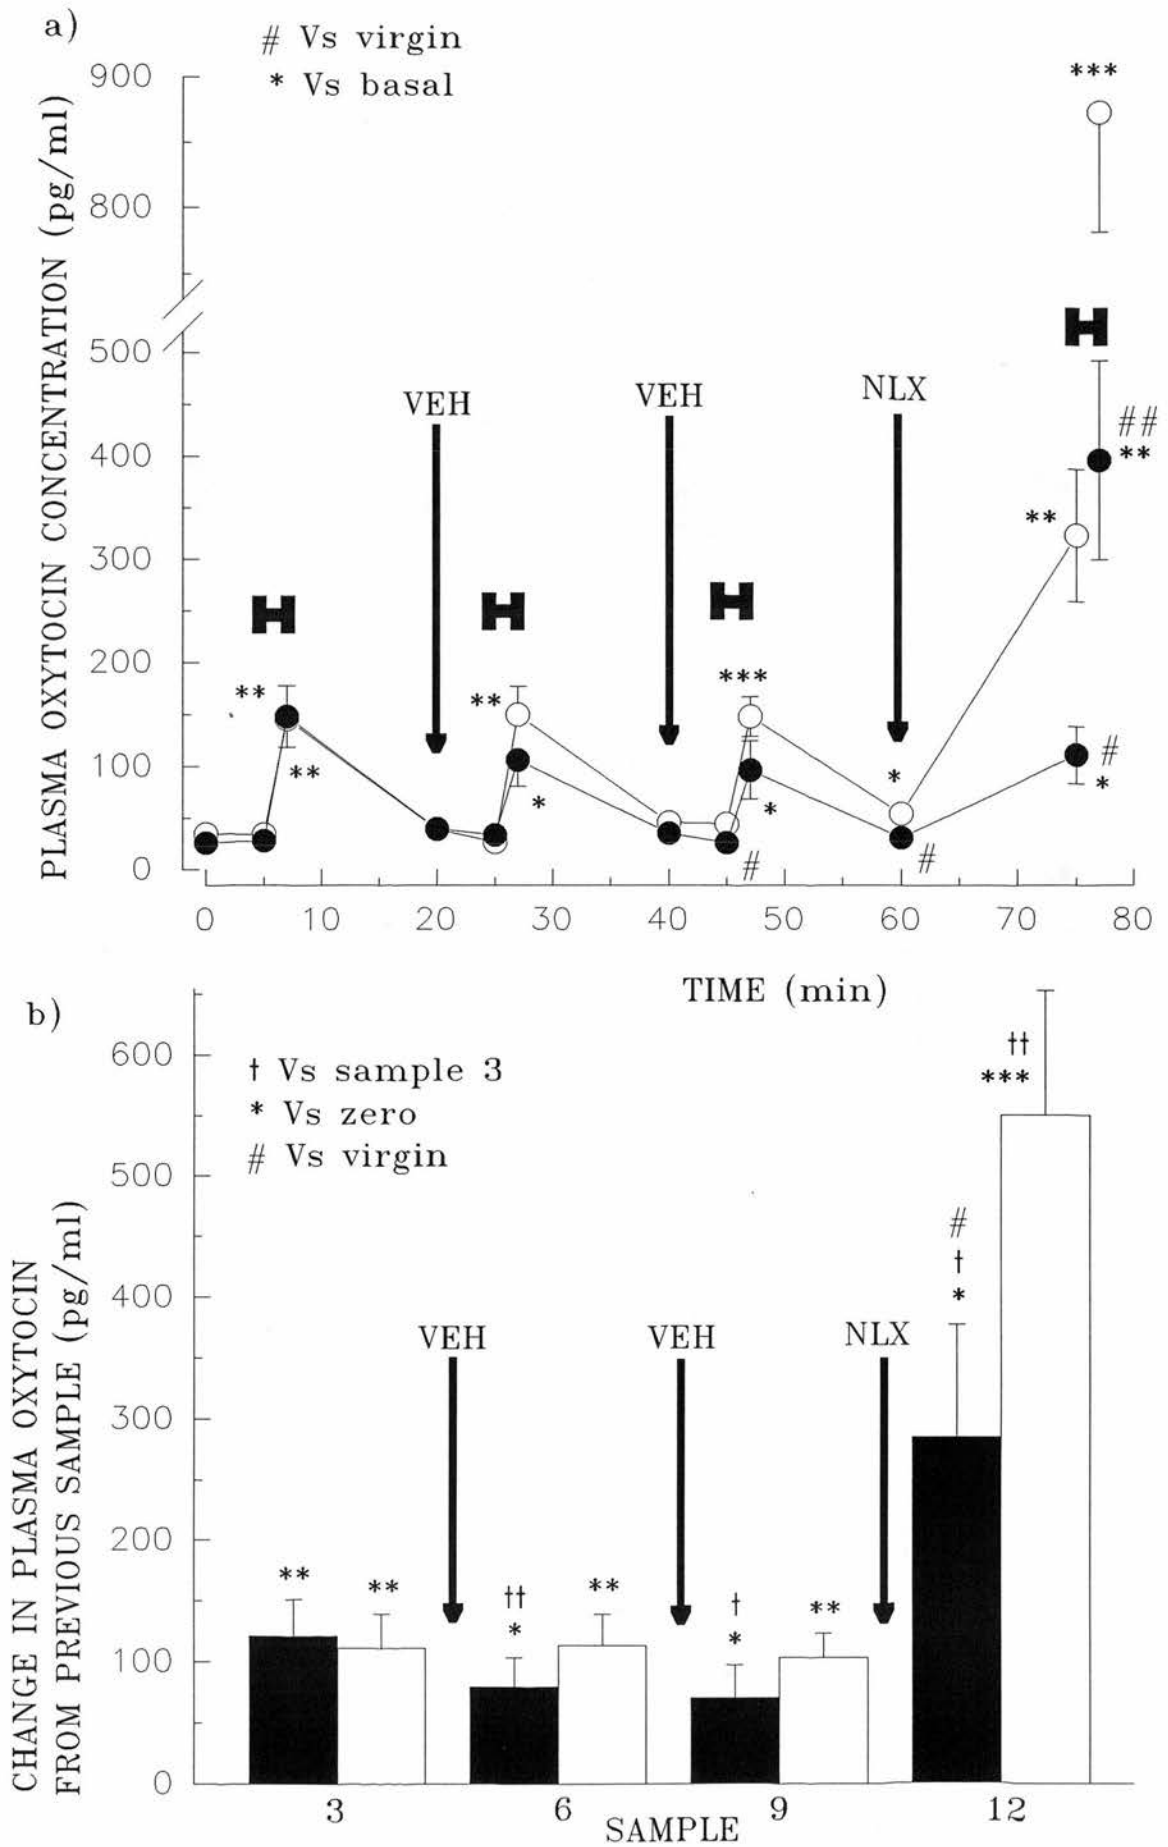 a)
# Vs virgin
* Vs basal
PLASMA OXYTOCIN CONCENTRATION (pg/ml)
900
800
500
400
300
200
100
0
***
VEH
VEH
NLX
##
**
**
**
**
**
*
***
#
*
#
*
#
#
*
0 10 20 30 40 50 60 70 80
TIME (min)
b)
† Vs sample 3
* Vs zero
# Vs virgin
CHANGE IN PLASMA OXYTOCIN
FROM PREVIOUS SAMPLE (pg/ml)
600
500
400
300
200
100
0
††
***
#
†
*
VEH
VEH
NLX
**
**
††
*
**
†
*
**
3 6 9 12
SAMPLE